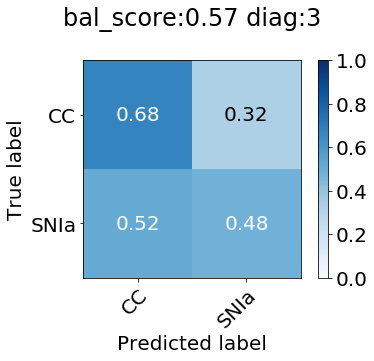 bal_score:0.57 diag:3
1.0
CC
0.68
0.32
0.8
0.6
0.4
SNIa
0.52
0.48
0.2
0.0
True label
CC
SNIa
Predicted label